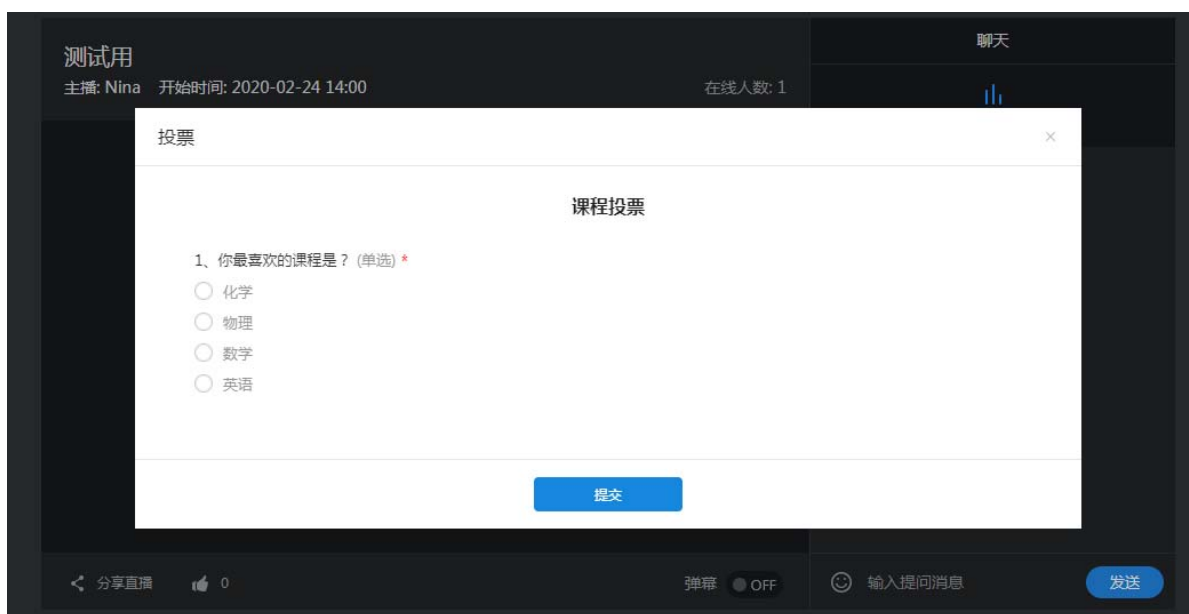 测试用
主播: Nina 开始时间: 2020-02-24 14:00
在线人数: 1
聊天
投票
课程投票
1、你最喜欢的课程是？(单选) *
化学
物理
数学
英语
提交
分享直播
0
弹幕 OFF
输入提问消息
发送